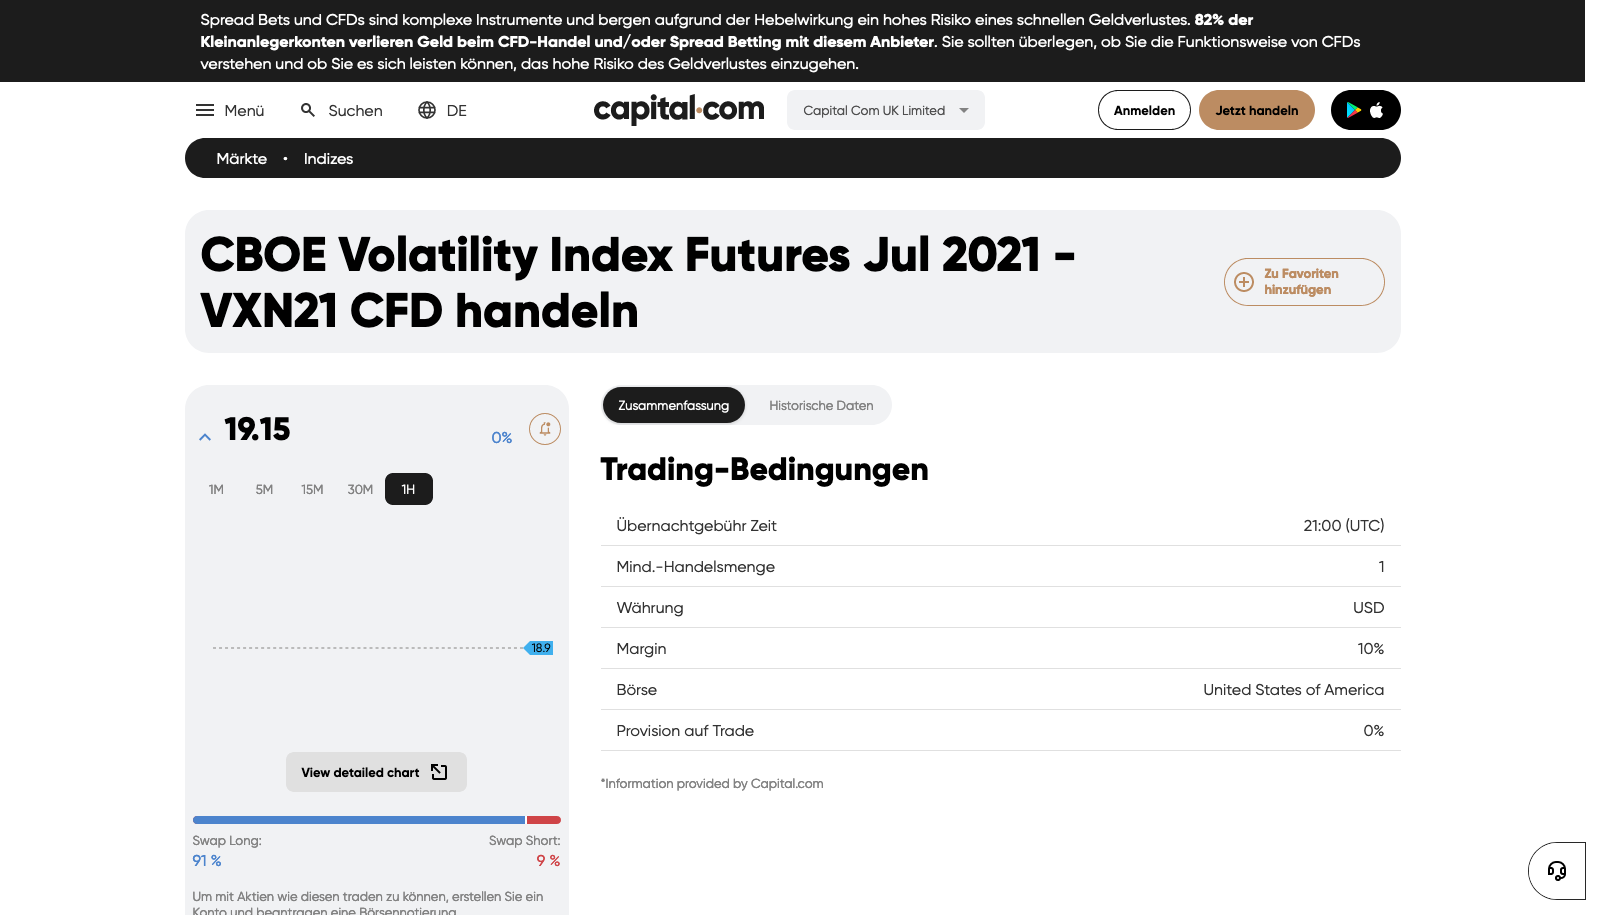 Spread Bets und CFDs sind komplexe Instrumente und bergen aufgrund der Hebelwirkung ein hohes Risiko eines schnellen Geldverlustes. 82% der
Kleinanlegerkonten verlieren Geld beim CFD-Handel und/oder Spread Betting mit diesem Anbieter. Sie sollten überlegen, ob Sie die Funktionsweise von CFDs
verstehen und ob Sie es sich leisten können, das hohe Risiko des Geldverlustes einzugehen.
Menü Suchen DE capital.com Capital Com UK Limited Anmelden Jetzt handeln
Märkte • Indizes
CBOE Volatility Index Futures Jul 2021 -
VXN21 CFD handeln
Zu Favoriten
hinzufügen
19.15 0%
1M 5M 15M 30M 1H
18.9
View detailed chart
Swap Long: Swap Short:
91 % 9 %
Um mit Aktien wie diesen traden zu können, erstellen Sie ein
Konto und beantragen eine Börsennotierung
Zusammenfassung Historische Daten
Trading-Bedingungen
Übernachtgebühr Zeit 21:00 (UTC)
Mind.-Handelsmenge 1
Währung USD
Margin 10%
Börse United States of America
Provision auf Trade 0%
*Information provided by Capital.com